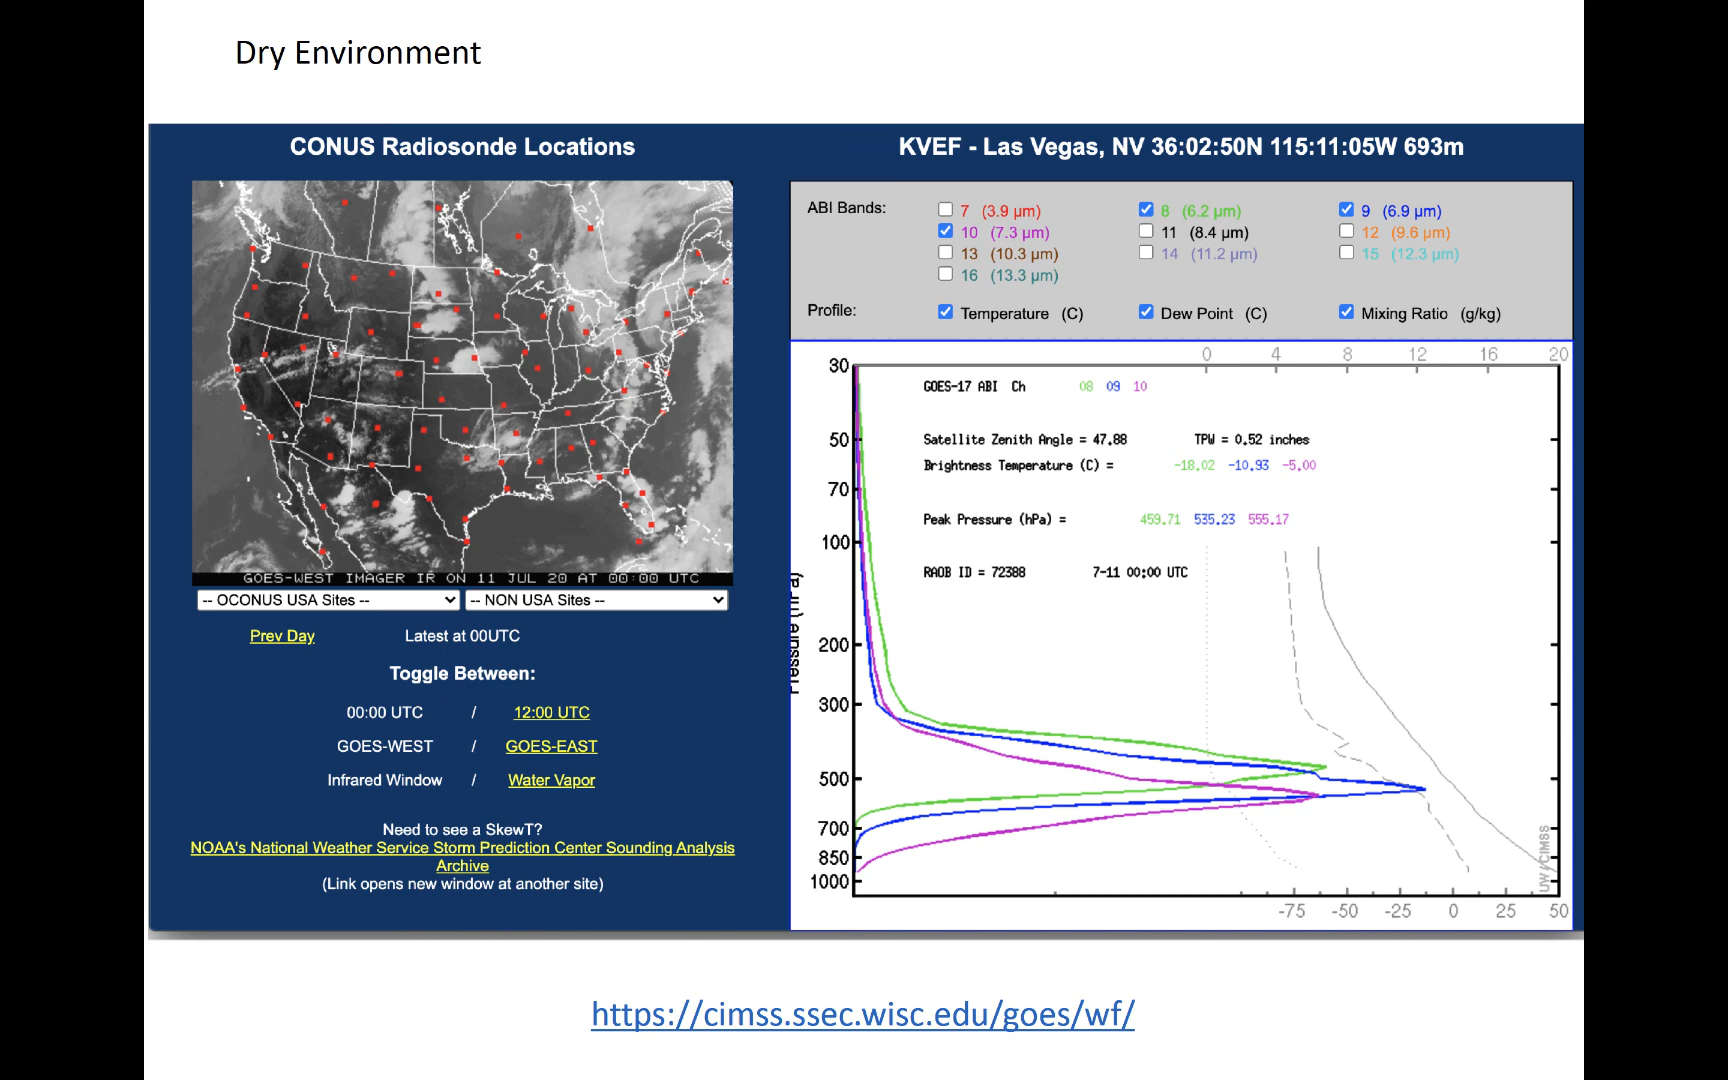 Dry Environment
CONUS Radiosonde Locations
GOES-WEST IMAGER IR ON 11 JUL 20 AT 00:00 UTC
-- OCONUS USA Sites --
-- NON USA Sites --
Prev Day
Latest at 00UTC
Toggle Between:
00:00 UTC / 12:00 UTC
GOES-WEST / GOES-EAST
Infrared Window / Water Vapor
Need to see a SkewT?
NOAA's National Weather Service Storm Prediction Center Sounding Analysis
Archive
(Link opens new window at another site)
KVEF - Las Vegas, NV 36:02:50N 115:11:05W 693m
ABI Bands:
7 (3.9 µm)
8 (6.2 µm)
9 (6.9 µm)
10 (7.3 µm)
11 (8.4 µm)
12 (9.6 µm)
13 (10.3 µm)
14 (11.2 µm)
15 (12.3 µm)
16 (13.3 µm)
Profile:
Temperature (C)
Dew Point (C)
Mixing Ratio (g/kg)
0 4 8 12 16 20
GOES-17 ABI Ch 08 09 10
Satellite Zenith Angle = 47.88 TPW = 0.52 inches
Brightness Temperature (C) = -18.02 -10.93 -5.00
Peak Pressure (hPa) = 459.71 535.23 555.17
RAOB ID = 72388 7-11 00:00 UTC
Pressure (hPa)
30
50
70
100
200
300
500
700
850
1000
UW/CIMSS
-75 -50 -25 0 25 50
https://cimss.ssec.wisc.edu/goes/wf/